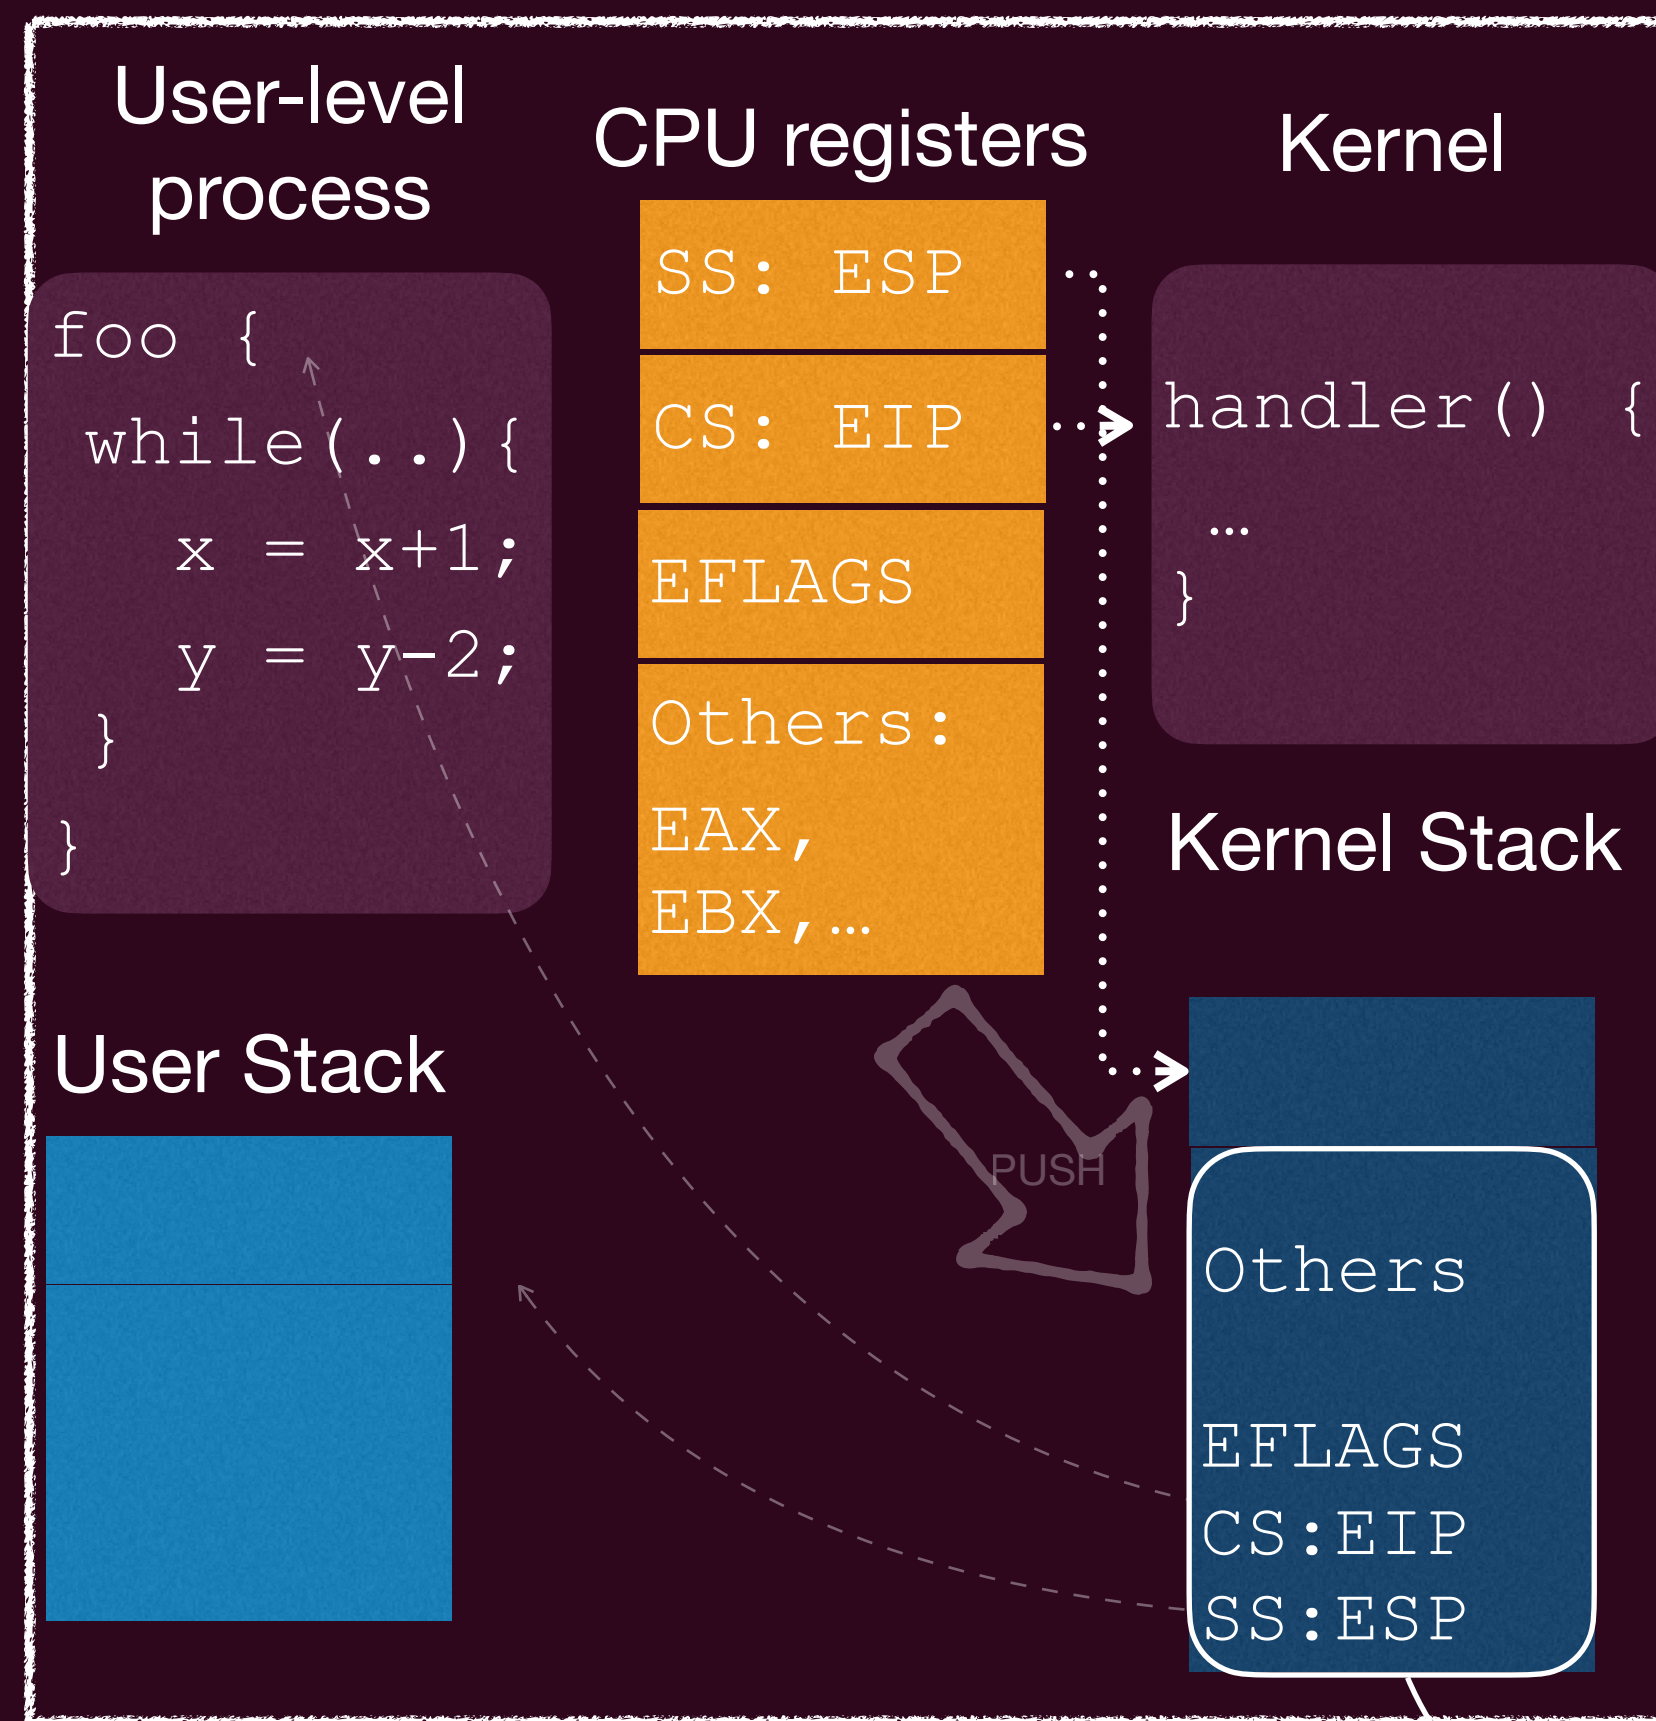 User-level
process
foo {
while(..){
x = x+1;
y = y-2;
}
}
User Stack
CPU registers
SS: ESP
CS: EIP
EFLAGS
Others:
EAX,
EBX,…
PUSH
Kernel
handler() {
…
}
Kernel Stack
Others
EFLAGS
CS:EIP
SS:ESP